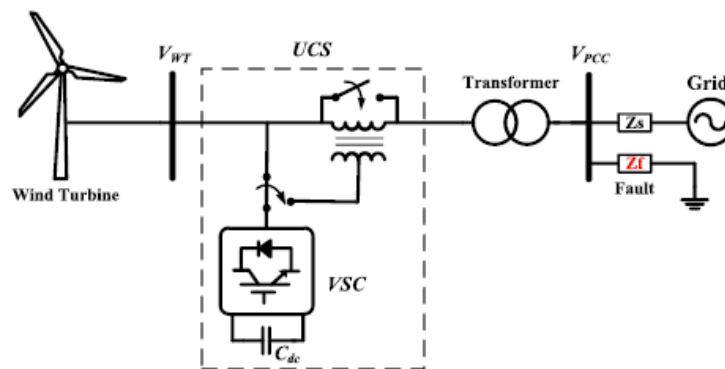 UCS
V_WT
V_PCC
Transformer
Grid
Zs
Zf
Fault
Wind Turbine
VSC
C_dc